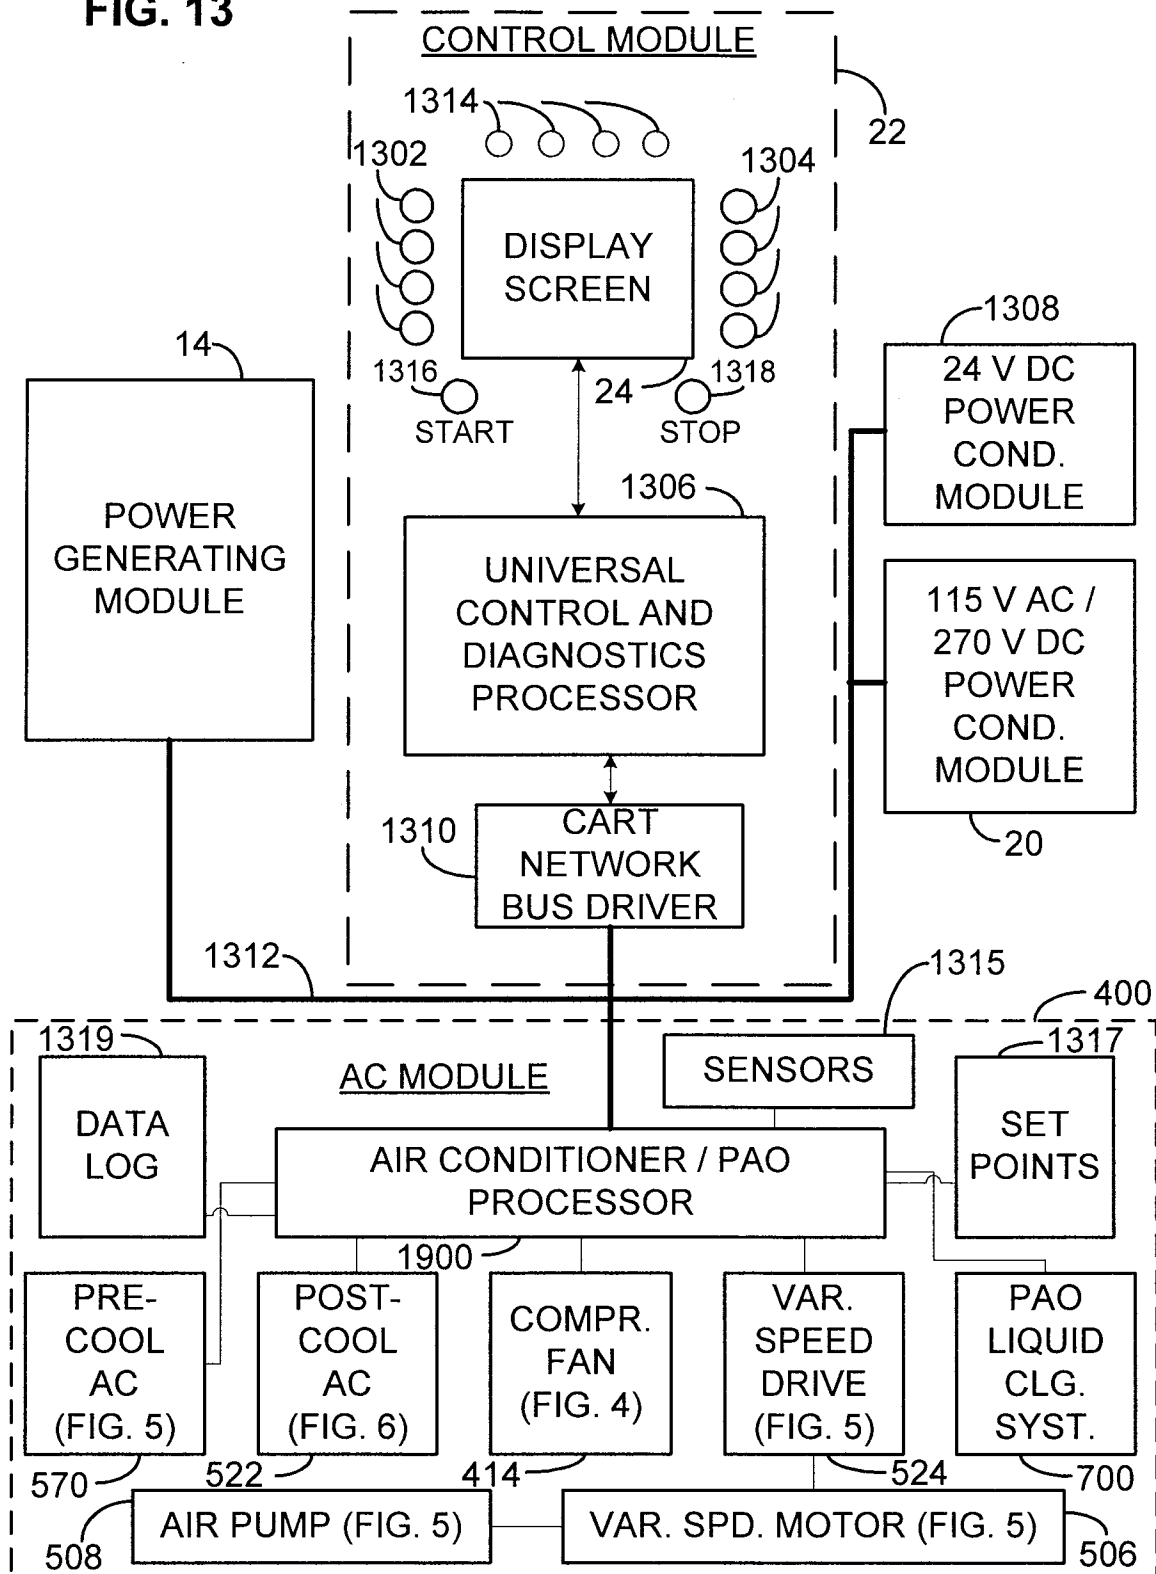 FIG. 13
CONTROL MODULE
1314
22
1302
1304
DISPLAY
SCREEN
1316
24
1318
START
STOP
14
POWER
GENERATING
MODULE
1308
24 V DC
POWER
COND.
MODULE
1306
UNIVERSAL
CONTROL AND
DIAGNOSTICS
PROCESSOR
115 V AC /
270 V DC
POWER
COND.
MODULE
20
1310
CART
NETWORK
BUS DRIVER
1312
1315
400
1319
1317
AC MODULE
SENSORS
DATA
LOG
SET
POINTS
AIR CONDITIONER / PAO
PROCESSOR
1900
PRE-
COOL
AC
(FIG. 5)
POST-
COOL
AC
(FIG. 6)
COMPR.
FAN
(FIG. 4)
VAR.
SPEED
DRIVE
(FIG. 5)
PAO
LIQUID
CLG.
SYST.
570
522
414
524
700
508
AIR PUMP (FIG. 5)
VAR. SPD. MOTOR (FIG. 5)
506